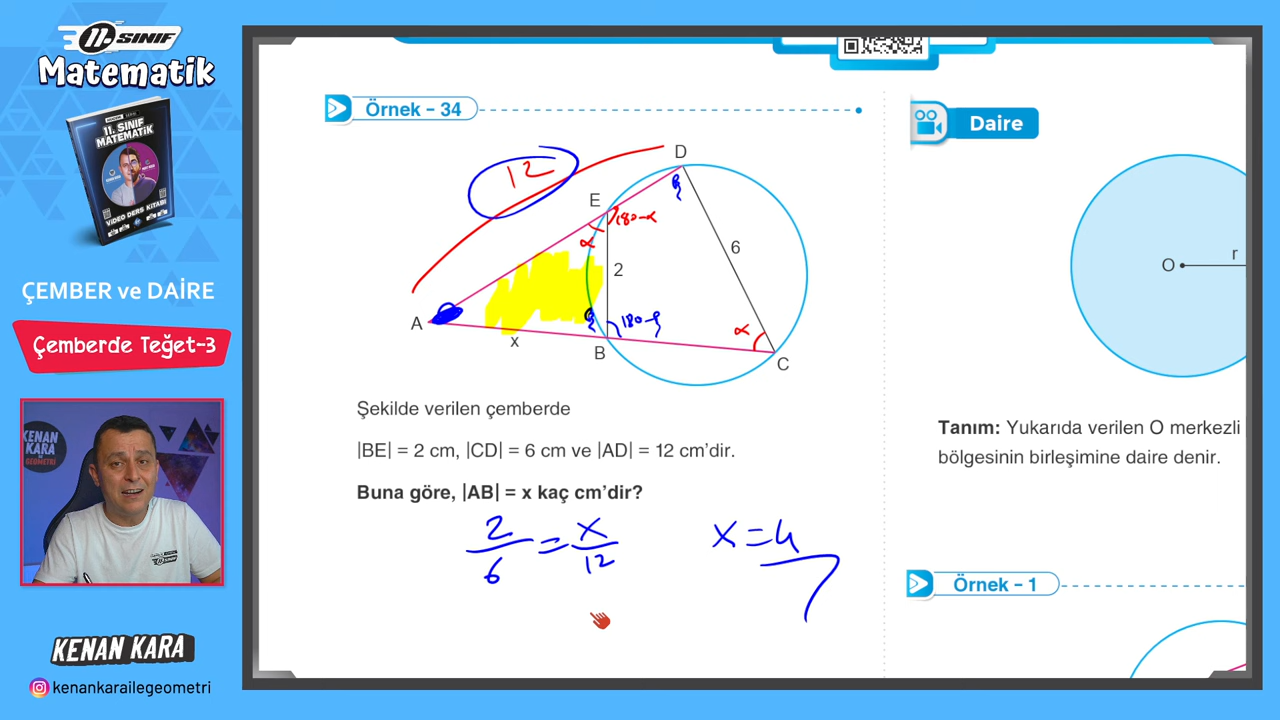 11. SINIF
Matematik
11. SINIF
MATEMATİK
VİDEO DERS KİTABI
ÇEMBER ve DAİRE
Çemberde Teğet-3
KENAN
KARA
GEOMETRİ
KENAN KARA
kenankarailegeometri
Örnek - 34
12
D
E
180-α
α
β
6
2
A
β
180-β
α
x
B
C
Şekilde verilen çemberde
|BE| = 2 cm, |CD| = 6 cm ve |AD| = 12 cm'dir.
Buna göre, |AB| = x kaç cm'dir?
2/6 = x/12
x = 4
Daire
O
r
Tanım: Yukarıda verilen O merkezli
bölgesinin birleşimine daire denir.
Örnek - 1